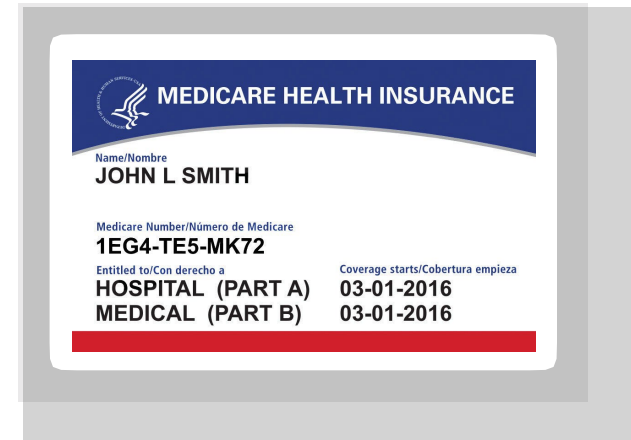 MEDICARE HEALTH INSURANCE
Name/Nombre
JOHN L SMITH
Medicare Number/Número de Medicare
1EG4-TE5-MK72
Entitled to/Con derecho a Coverage starts/Cobertura empieza
HOSPITAL (PART A) 03-01-2016
MEDICAL (PART B) 03-01-2016